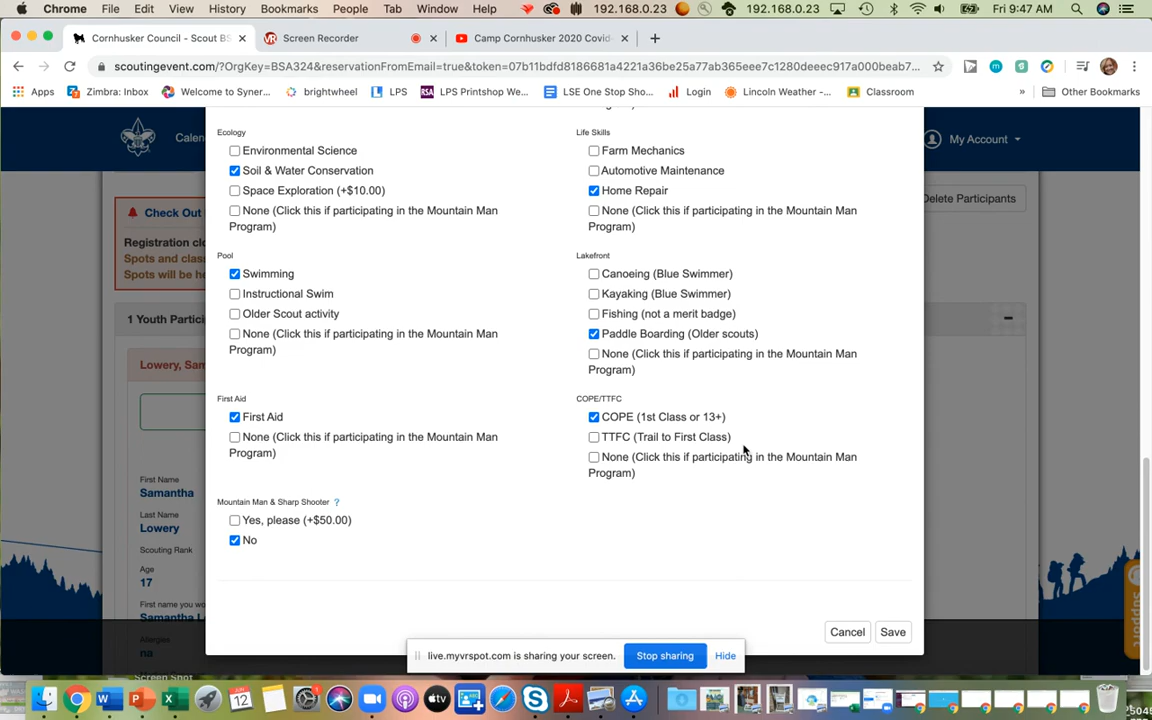 Chrome File Edit View History Bookmarks People Tab Window Help 192.168.0.23 192.168.0.23 Fri 9:47 AM
Cornhusker Council - Scout BS Screen Recorder Camp Cornhusker 2020 Covid-
scoutingevent.com/?OrgKey=BSA324&reservationFromEmail=true&token=07b11bdfd8186681a4221a36be25a77ab365eee7c1280deeec917a000beab7...
Apps Zimbra: Inbox Welcome to Syner... brightwheel LPS LPS Printshop We... LSE One Stop Sho... Login Lincoln Weather -... Classroom Other Bookmarks
Calen My Account
Ecology
Environmental Science
Soil & Water Conservation
Space Exploration (+$10.00)
None (Click this if participating in the Mountain Man
Program)
Life Skills
Farm Mechanics
Automotive Maintenance
Home Repair
None (Click this if participating in the Mountain Man
Program)
Delete Participants
Check Out
Registration clo
Spots and class
Spots will be he
Pool
Swimming
Instructional Swim
Older Scout activity
None (Click this if participating in the Mountain Man
Program)
Lakefront
Canoeing (Blue Swimmer)
Kayaking (Blue Swimmer)
Fishing (not a merit badge)
Paddle Boarding (Older scouts)
None (Click this if participating in the Mountain Man
Program)
1 Youth Partici
Lowery, Sam
First Aid
First Aid
None (Click this if participating in the Mountain Man
Program)
COPE/TTFC
COPE (1st Class or 13+)
TTFC (Trail to First Class)
None (Click this if participating in the Mountain Man
Program)
First Name
Samantha
Last Name
Lowery
Scouting Rank
Age
17
First name you wo
Samantha Lo
Allergies
na
Mountain Man & Sharp Shooter ?
Yes, please (+$50.00)
No
Cancel Save
Support
live.myvrspot.com is sharing your screen. Stop sharing Hide
Screen Shot
JUN
12